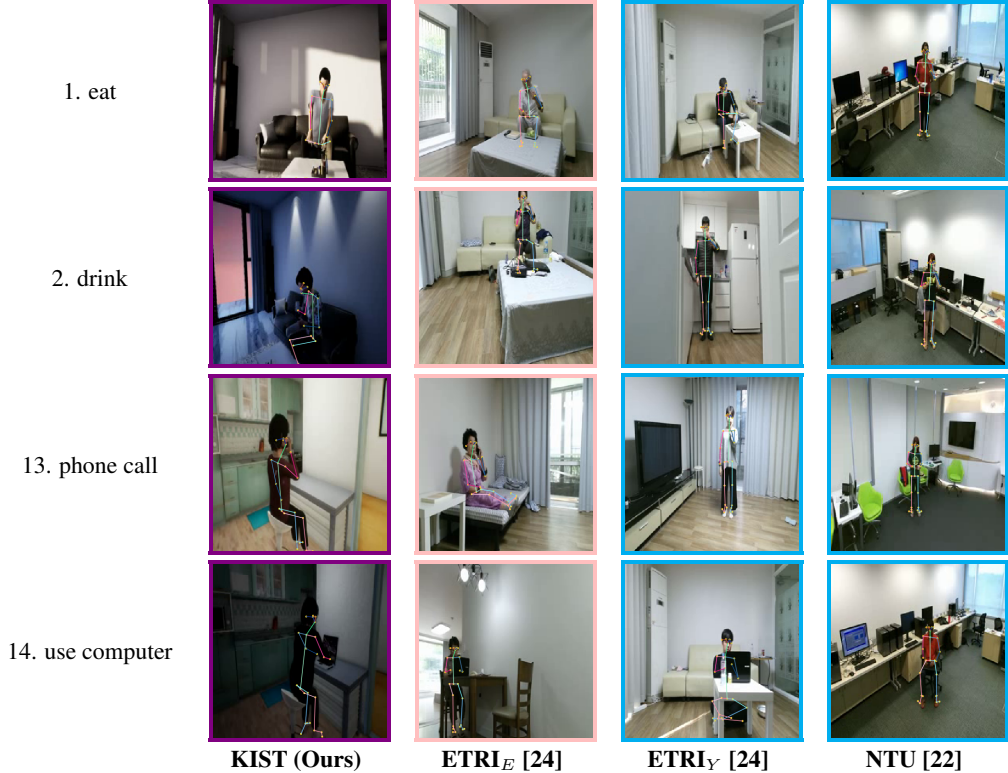 1. eat
2. drink
13. phone call
14. use computer
KIST (Ours) ETRI_E [24] ETRI_Y [24] NTU [22]